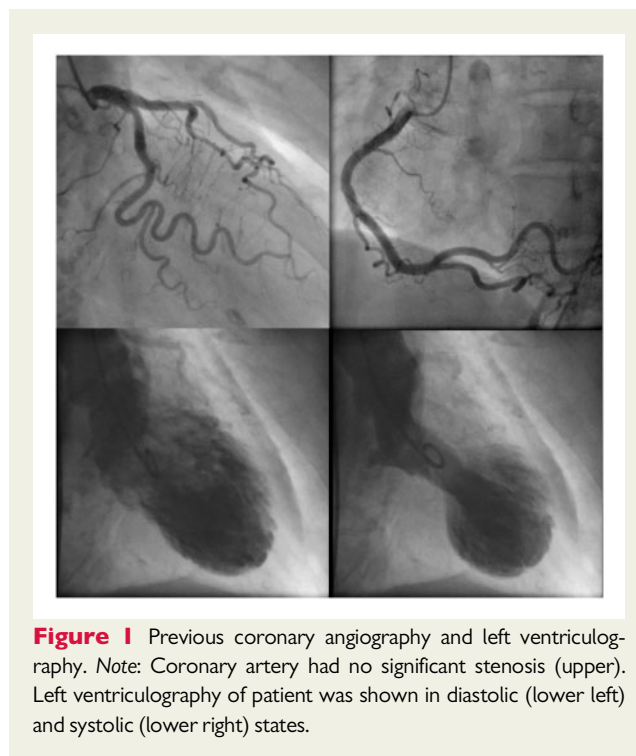 Figure 1 Previous coronary angiography and left ventriculog-
raphy. Note: Coronary artery had no significant stenosis (upper).
Left ventriculography of patient was shown in diastolic (lower left)
and systolic (lower right) states.